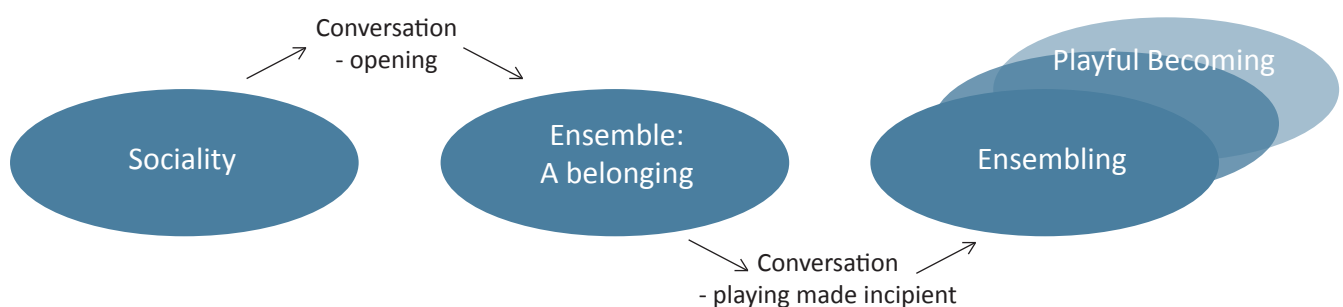 Conversation
- opening
Sociality
Ensemble:
A belonging
Conversation
- playing made incipient
Ensembling
Playful Becoming